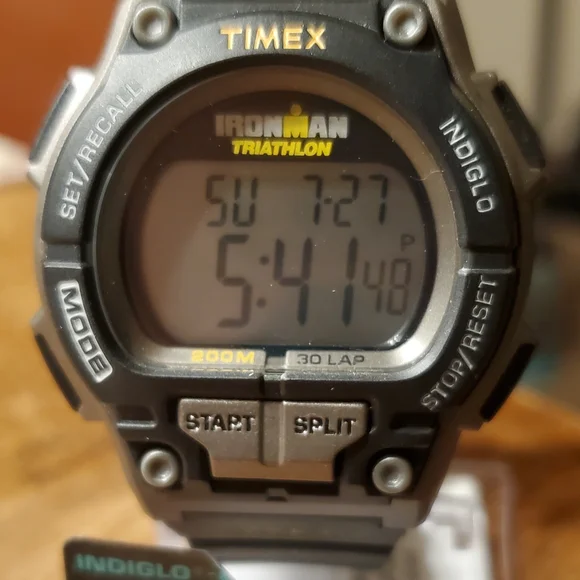 TIMEX
IRONMAN
TRIATHLON
SET/RECALL
INDIGLO
SU 7-27
5:41 48 P
MODE
STOP/RESET
200M
30 LAP
START
SPLIT
INDIGLO